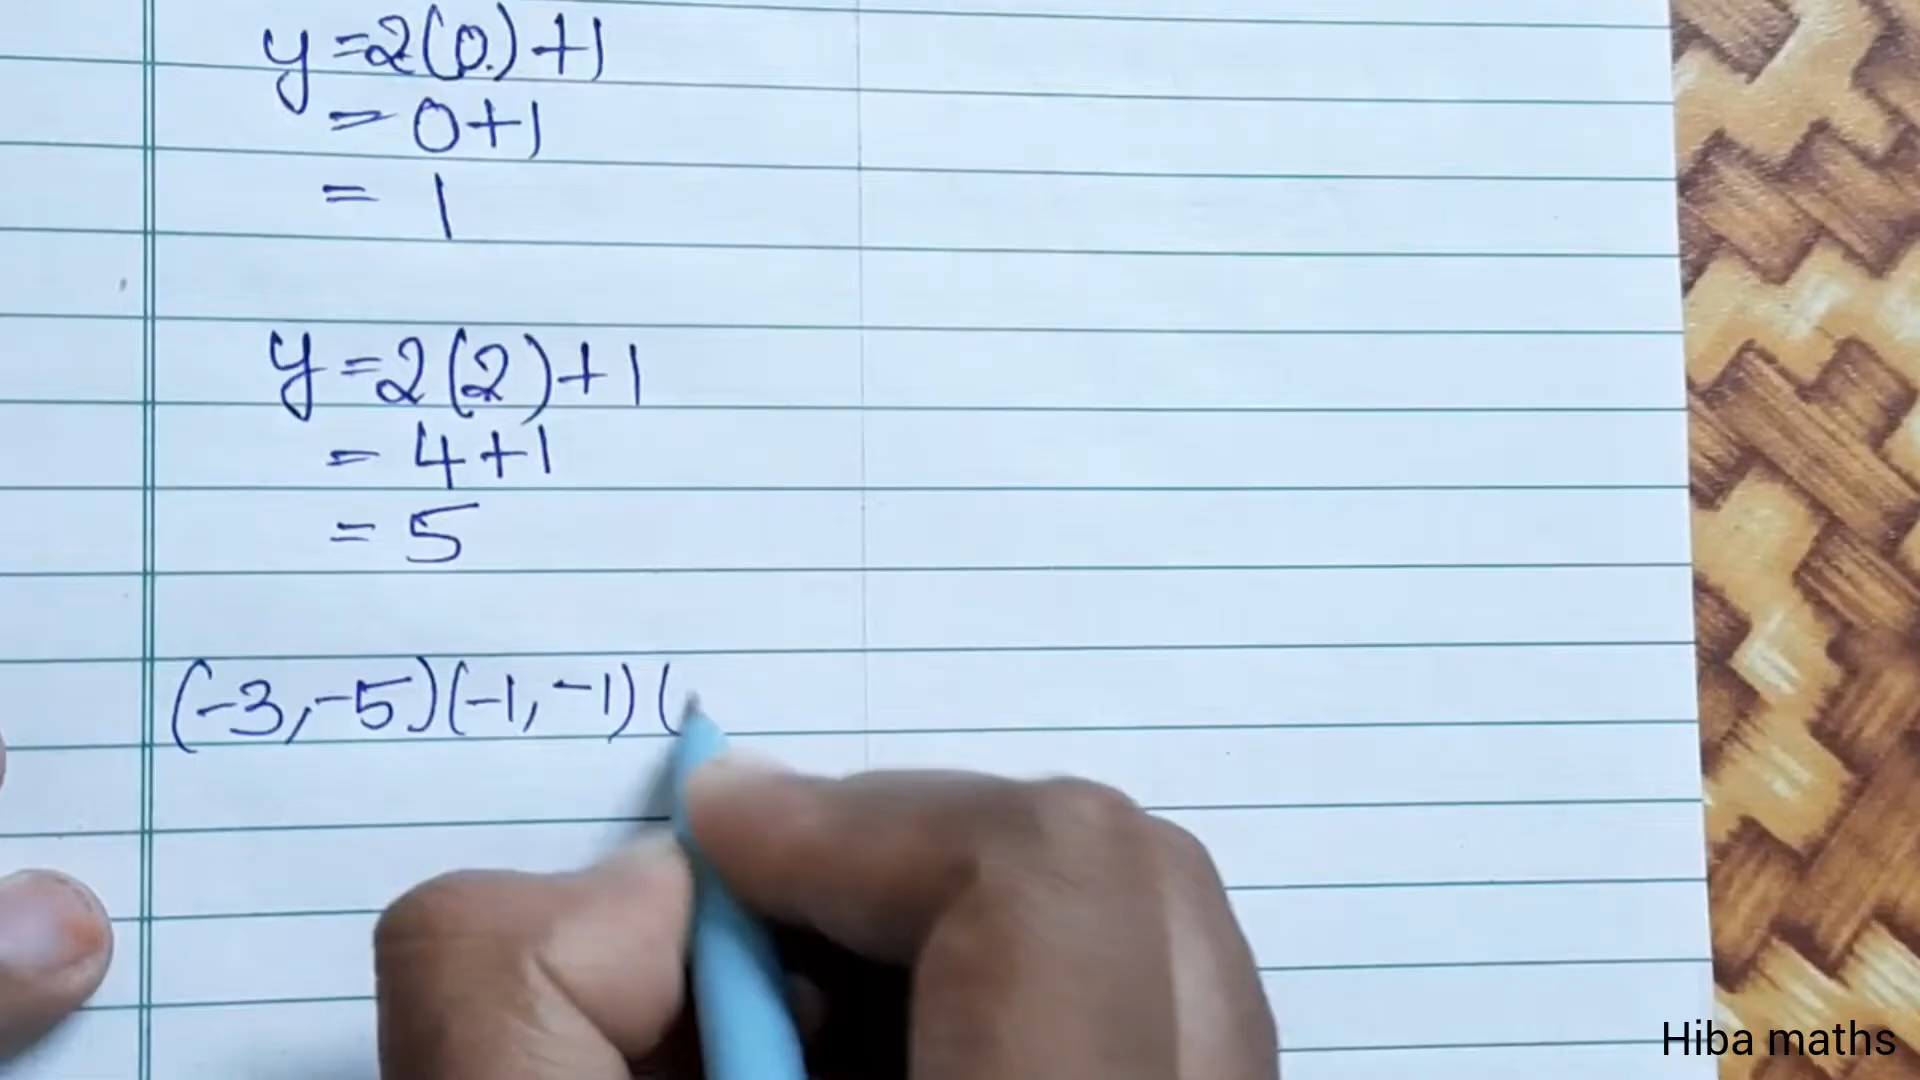 y=2(0)+1
=0+1
= 1
y=2(2)+1
= 4+1
= 5
(-3,-5)(-1,-1)(
Hiba maths